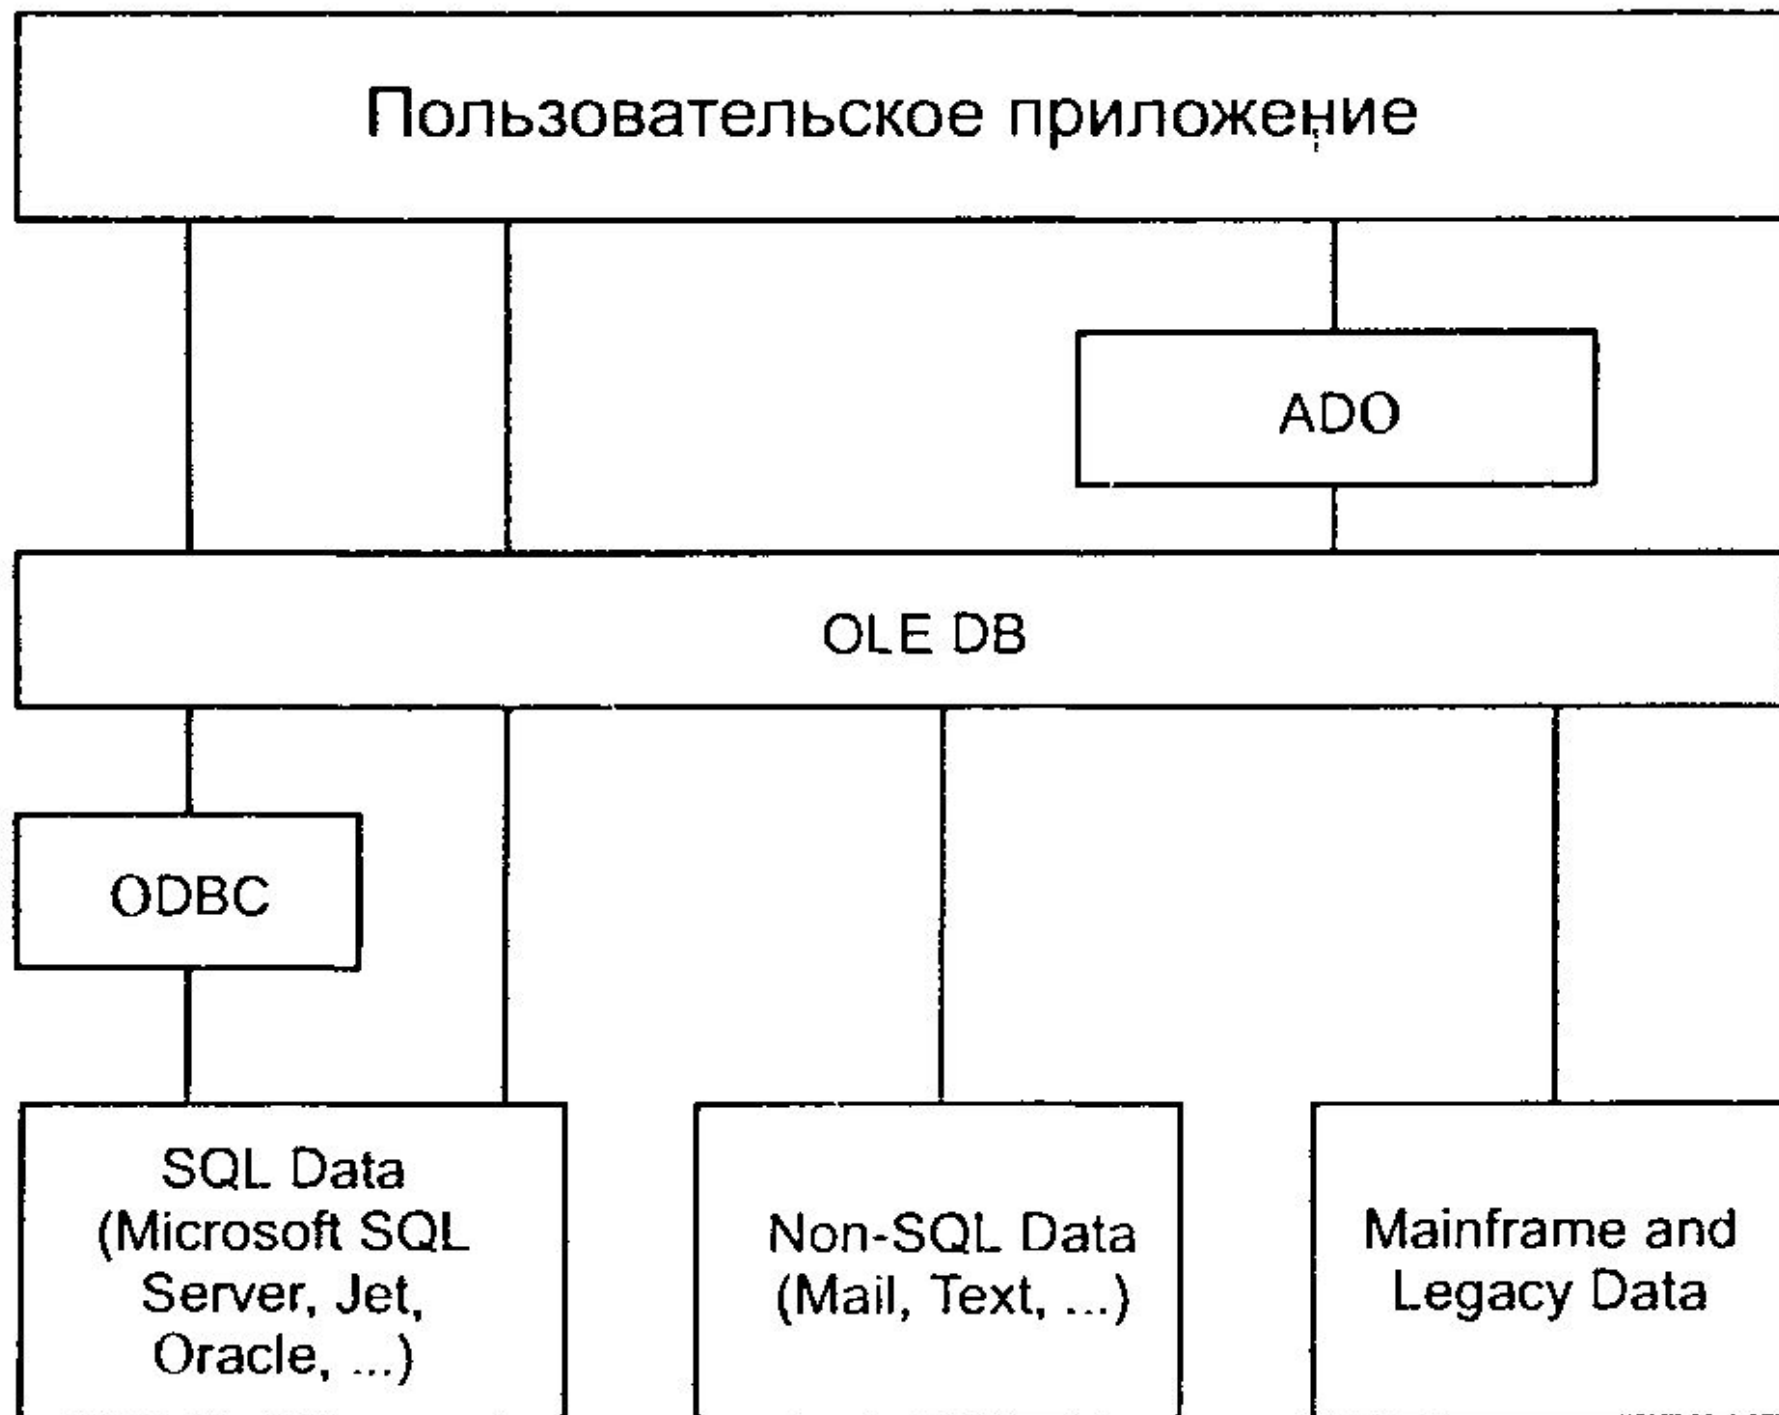 Пользовательское приложение
ADO
OLE DB
ODBC
SQL Data
(Microsoft SQL
Server, Jet,
Oracle, ...)
Non-SQL Data
(Mail, Text, ...)
Mainframe and
Legacy Data